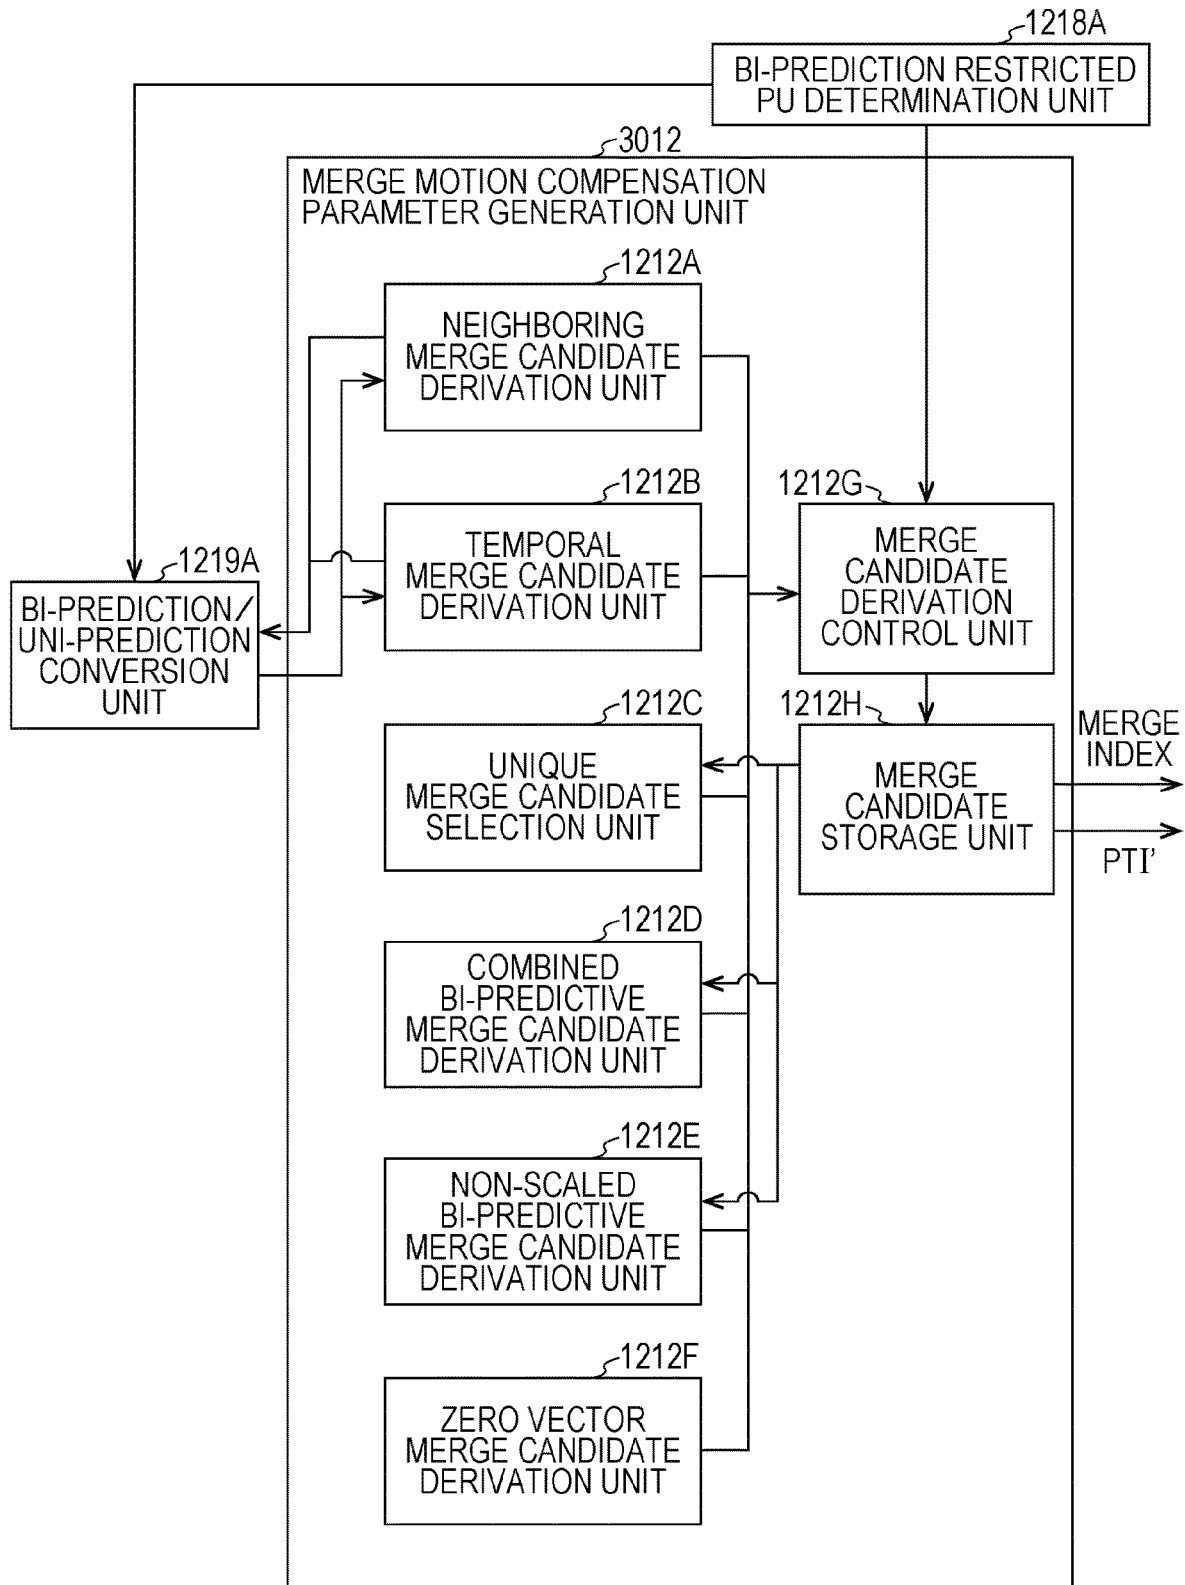 1218A
BI-PREDICTION RESTRICTED
PU DETERMINATION UNIT
3012
MERGE MOTION COMPENSATION
PARAMETER GENERATION UNIT
1212A
NEIGHBORING
MERGE CANDIDATE
DERIVATION UNIT
1212B
TEMPORAL
MERGE CANDIDATE
DERIVATION UNIT
1212G
MERGE
CANDIDATE
DERIVATION
CONTROL UNIT
1219A
BI-PREDICTION/
UNI-PREDICTION
CONVERSION
UNIT
1212C
UNIQUE
MERGE CANDIDATE
SELECTION UNIT
1212H
MERGE
CANDIDATE
STORAGE UNIT
MERGE
INDEX
PTI’
1212D
COMBINED
BI-PREDICTIVE
MERGE CANDIDATE
DERIVATION UNIT
1212E
NON-SCALED
BI-PREDICTIVE
MERGE CANDIDATE
DERIVATION UNIT
1212F
ZERO VECTOR
MERGE CANDIDATE
DERIVATION UNIT